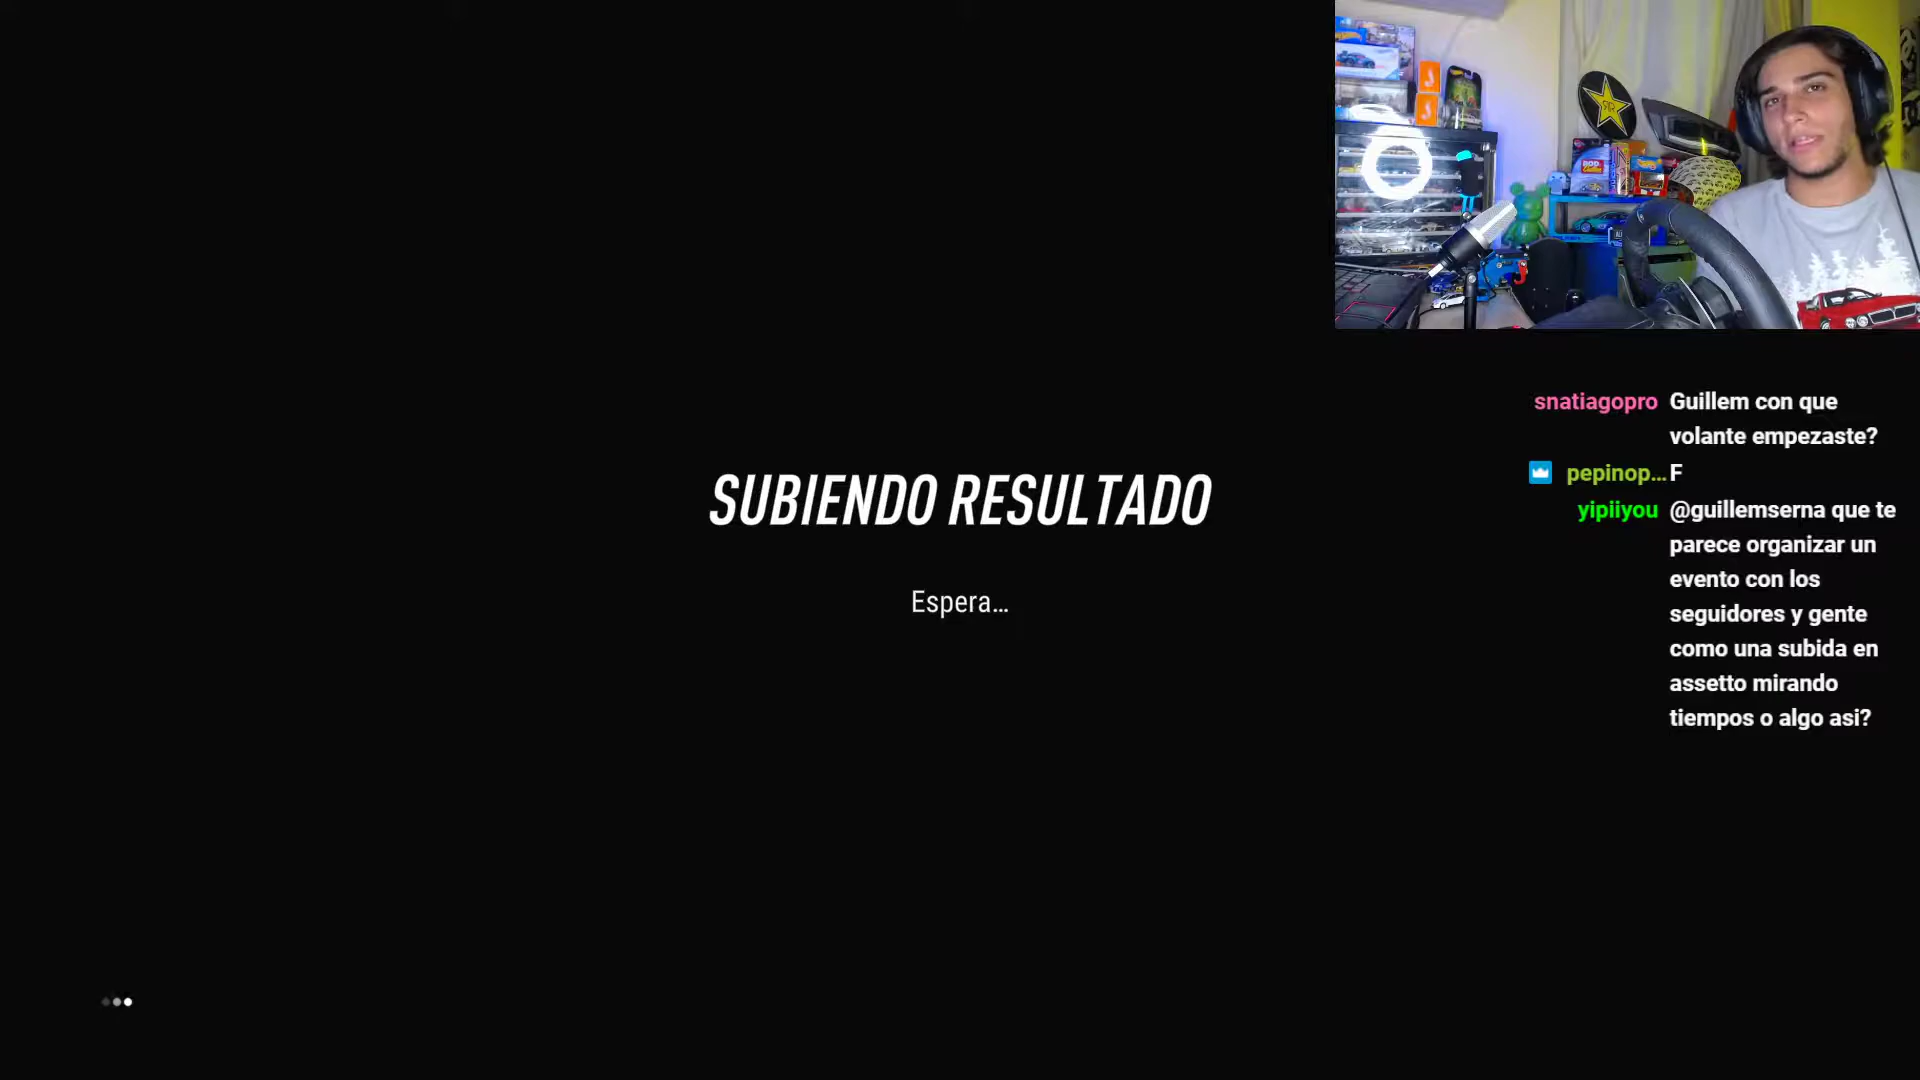 SUBIENDO RESULTADO
Espera...
snatiagopro Guillem con que
volante empezaste?
pepinop... F
yipiiyou @guillemserna que te
parece organizar un
evento con los
seguidores y gente
como una subida en
assetto mirando
tiempos o algo asi?